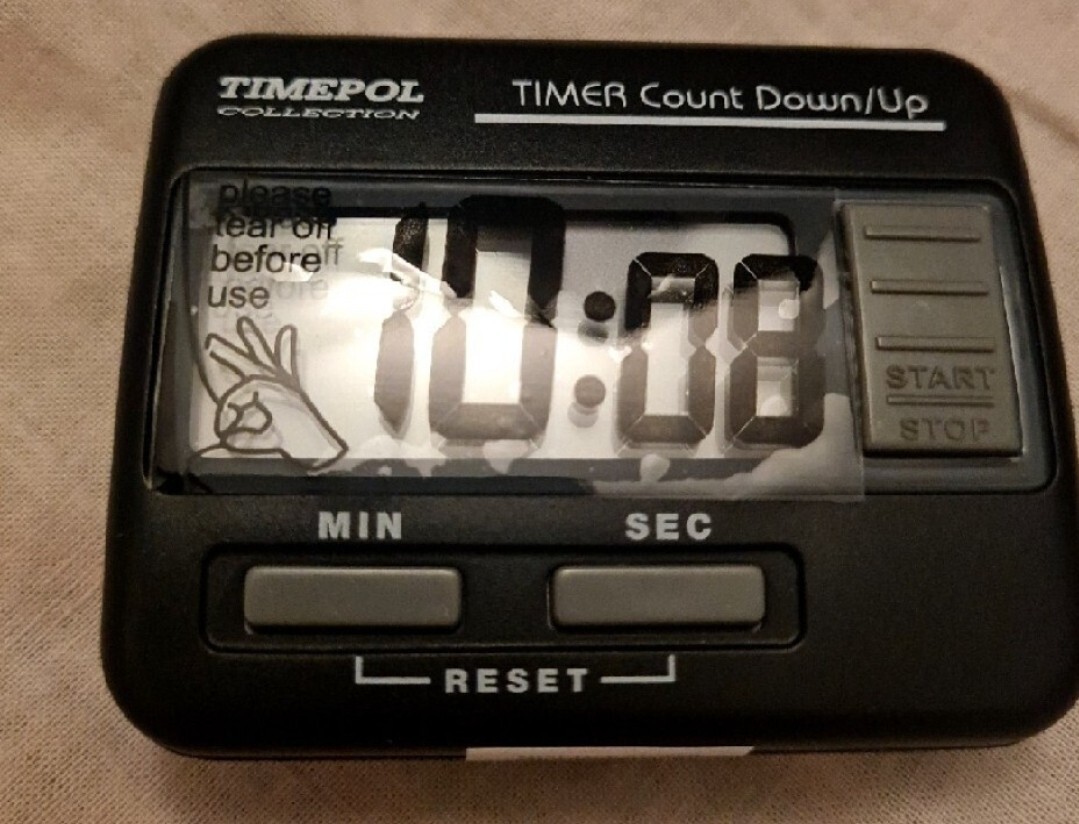 TIMEPOL
COLLECTION
TIMER Count Down/Up
please
tear off
before
use
10:08
START
STOP
MIN
SEC
RESET